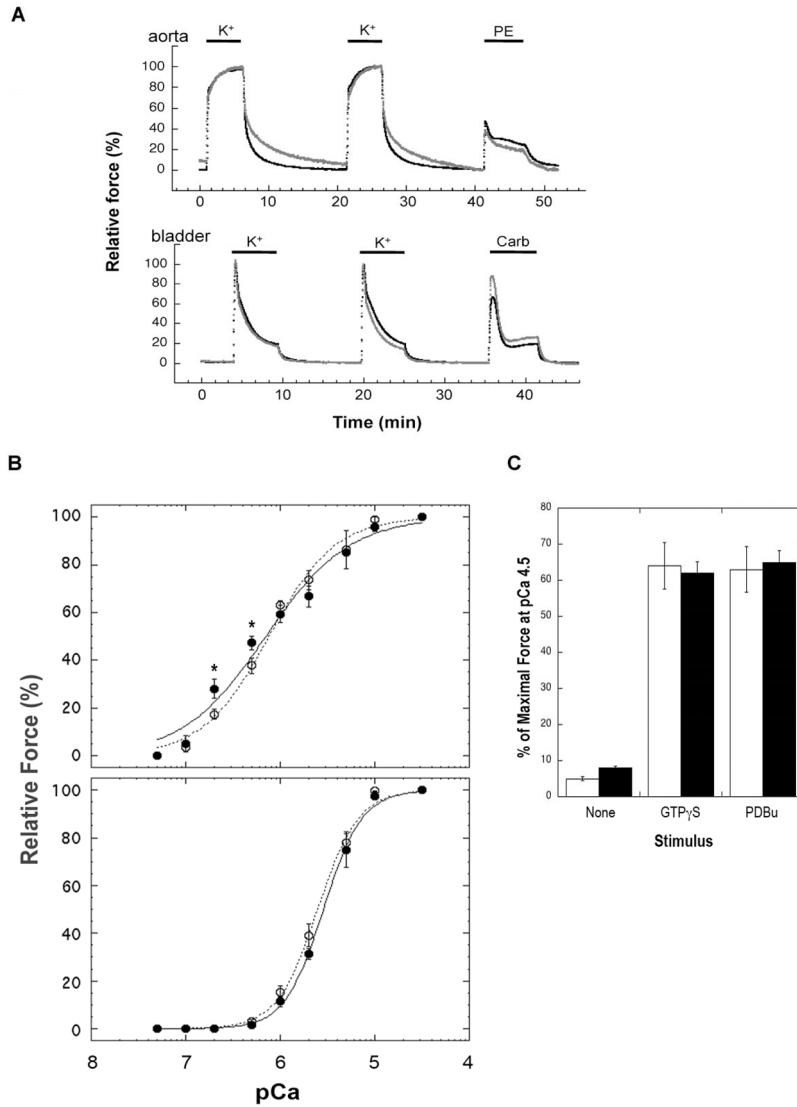 A
aorta
K+
K+
PE
100
80
60
40
20
0
0
10
20
30
40
50
Relative force (%)
bladder
K+
K+
Carb
100
80
60
40
20
0
0
10
20
30
40
Time (min)
B
100
80
60
40
20
0
*
*
Relative Force (%)
100
80
60
40
20
0
8
7
6
5
4
pCa
C
80
70
60
50
40
30
20
10
0
% of Maximal Force at pCa 4.5
None
GTPγS
PDBu
Stimulus